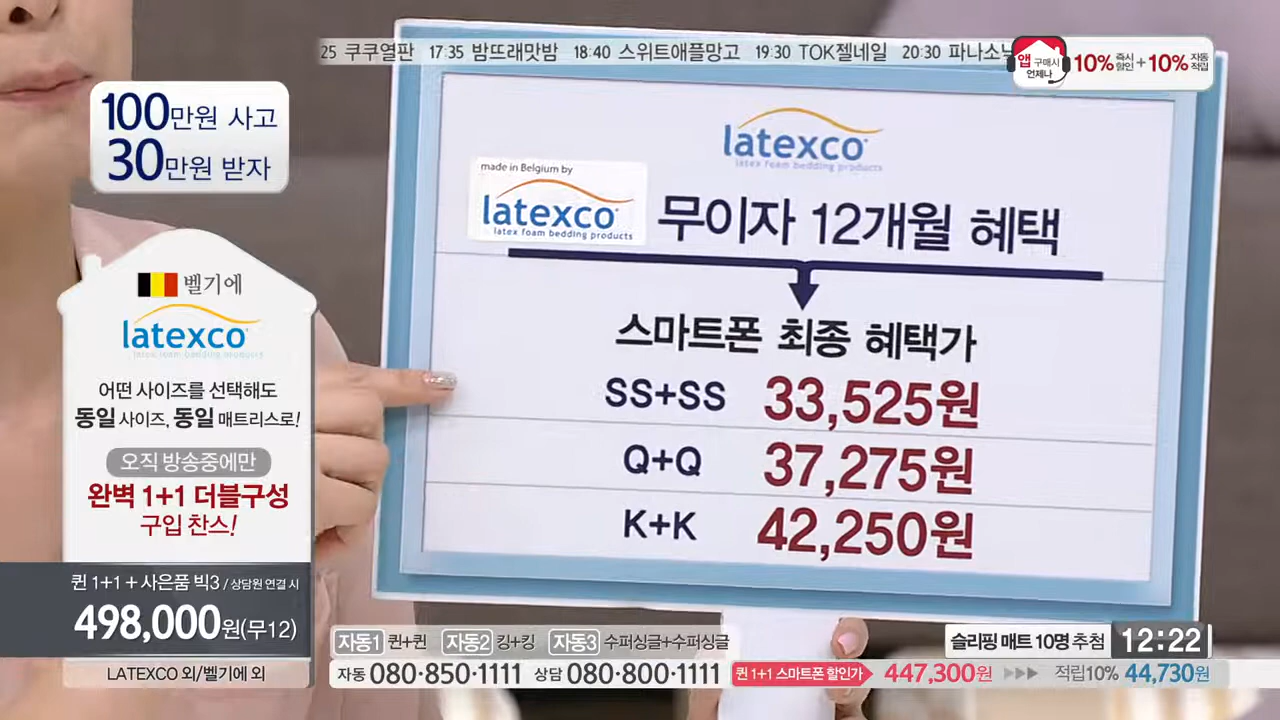 25 쿠쿠열판 17:35 밤뜨래맛밤 18:40 스위트애플망고 19:30 TOK젤네일 20:30 파나소닉
앱 구매시 언제나 10% 즉시할인 + 10% 자동적립
100만원 사고
30만원 받자
벨기에
latexco
latex foam bedding products
어떤 사이즈를 선택해도
동일 사이즈, 동일 매트리스로!
오직 방송중에만
완벽 1+1 더블구성
구입 찬스!
퀸 1+1 + 사은품 빅3 / 상담원 연결 시
498,000원(무12)
LATEXCO 외/벨기에 외
latexco
latex foam bedding products
made in Belgium by
latexco
latex foam bedding products
무이자 12개월 혜택
스마트폰 최종 혜택가
SS+SS 33,525원
Q+Q 37,275원
K+K 42,250원
자동1 퀸+퀸 자동2 킹+킹 자동3 수퍼싱글+수퍼싱글
슬리핑 매트 10명 추첨 12:22
자동 080·850·1111 상담 080·800·1111
퀸 1+1 스마트폰 할인가 447,300원 적립10% 44,730원